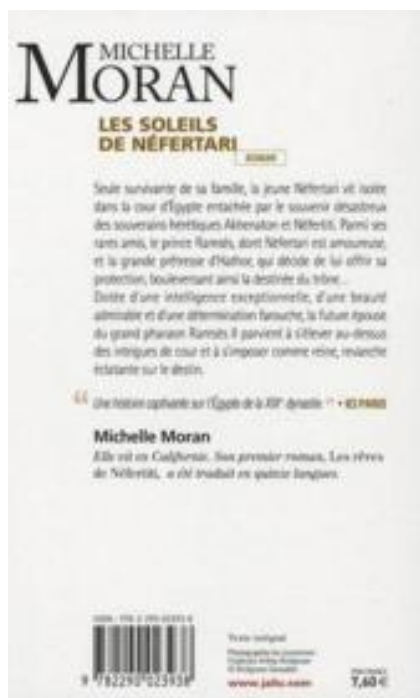 MICHELLE
MORAN
LES SOLEILS
DE NÉFERTARI
ROMAN
Seule survivante de sa famille, la jeune Néfertari vit isolée
dans la cour d'Égypte entachée par le souvenir désastreux
des souverains hérétiques Akhenaton et Néfertiti. Parmi ses
rares amis, le prince Ramsès, dont Néfertari est amoureuse,
et la grande prêtresse d'Hathor, qui décide de lui offrir sa
protection, bouleversant ainsi la destinée du trône...
Dotée d'une intelligence exceptionnelle, d'une beauté
admirable et d'une détermination farouche, la future épouse
du grand pharaon Ramsès II parvient à s'élever au-dessus
des intrigues de cour et à s'imposer comme reine, revanche
éclatante sur le destin.
“ Une histoire captivante sur l'Égypte de la XIXe dynastie. ” •
Michelle Moran
Elle vit en Californie. Son premier roman, Les rêves
de Néfertiti, a été traduit en quinze langues
Texte intégral
www.jailu.com
7,60 €
9 782290 023938